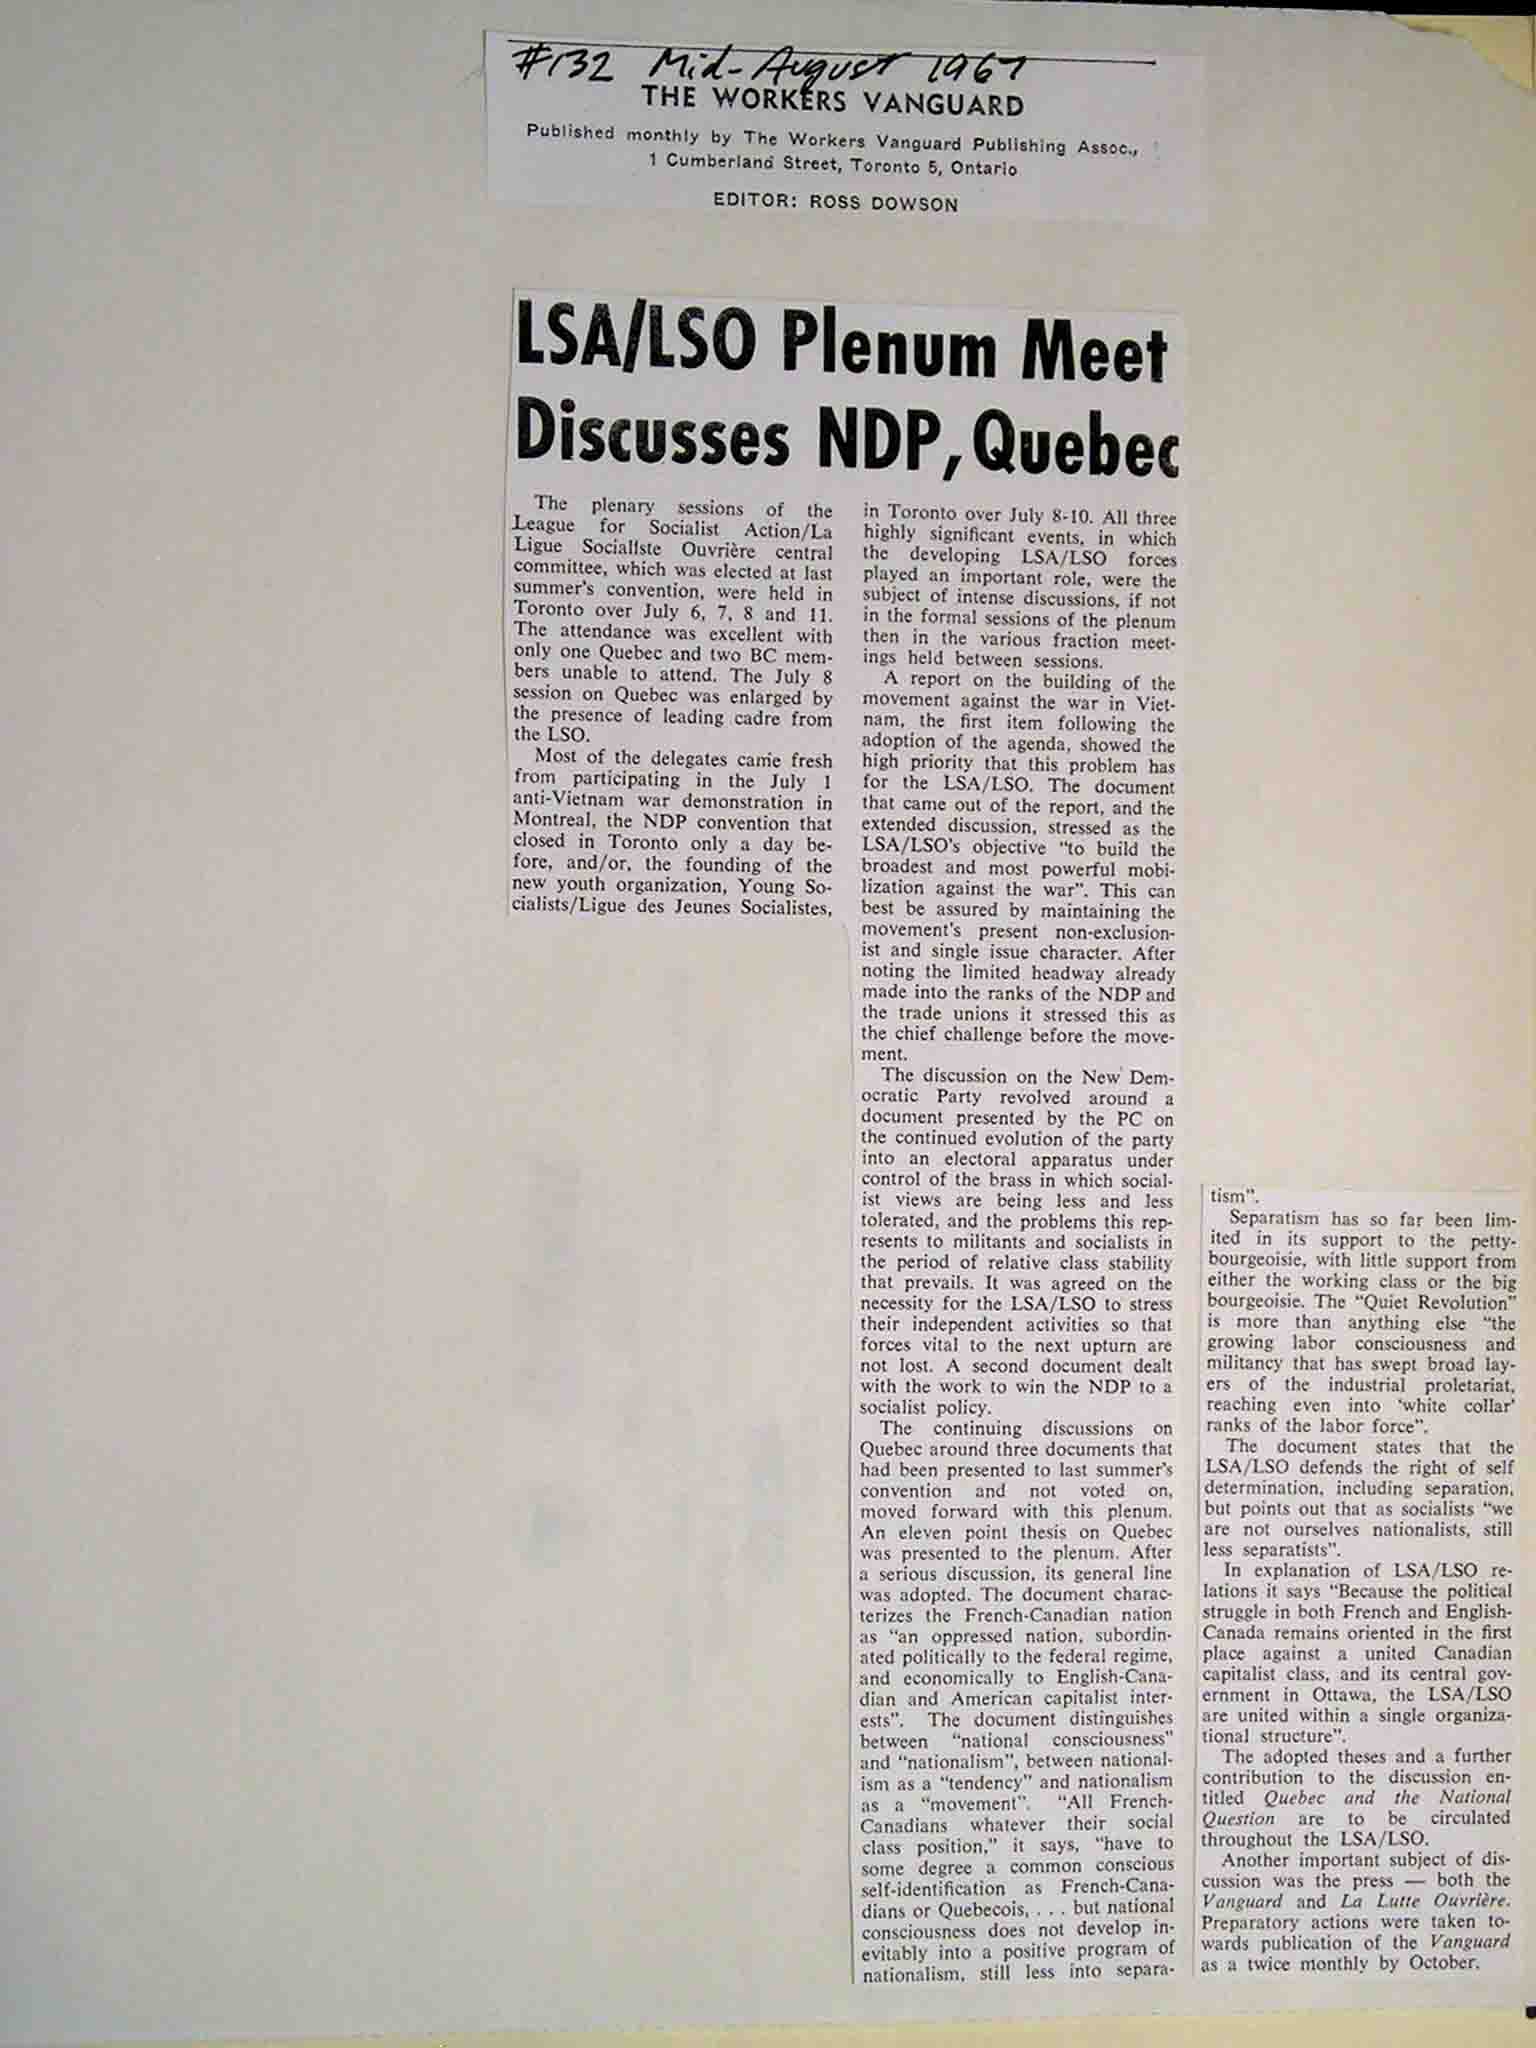 #132 Mid-August 1967
THE WORKERS VANGUARD
Published monthly by The Workers Vanguard Publishing Assoc.,
1 Cumberland Street, Toronto 5, Ontario
EDITOR: ROSS DOWSON
LSA/LSO Plenum Meet
Discusses NDP, Quebec
The plenary sessions of the
League for Socialist Action/La
Ligue Socialiste Ouvrière central
committee, which was elected at last
summer's convention, were held in
Toronto over July 6, 7, 8 and 11.
The attendance was excellent with
only one Quebec and two BC mem-
bers unable to attend. The July 8
session on Quebec was enlarged by
the presence of leading cadre from
the LSO.
Most of the delegates came fresh
from participating in the July 1
anti-Vietnam war demonstration in
Montreal, the NDP convention that
closed in Toronto only a day be-
fore, and/or, the founding of the
new youth organization, Young So-
cialists/Ligue des Jeunes Socialistes,
in Toronto over July 8-10. All three
highly significant events, in which
the developing LSA/LSO forces
played an important role, were the
subject of intense discussions, if not
in the formal sessions of the plenum
then in the various fraction meet-
ings held between sessions.
A report on the building of the
movement against the war in Viet-
nam, the first item following the
adoption of the agenda, showed the
high priority that this problem has
for the LSA/LSO. The document
that came out of the report, and the
extended discussion, stressed as the
LSA/LSO's objective "to build the
broadest and most powerful mobi-
lization against the war". This can
best be assured by maintaining the
movement's present non-exclusion-
ist and single issue character. After
noting the limited headway already
made into the ranks of the NDP and
the trade unions it stressed this as
the chief challenge before the move-
ment.
The discussion on the New Dem-
ocratic Party revolved around a
document presented by the PC on
the continued evolution of the party
into an electoral apparatus under
control of the brass in which social-
ist views are being less and less
tolerated, and the problems this rep-
resents to militants and socialists in
the period of relative class stability
that prevails. It was agreed on the
necessity for the LSA/LSO to stress
their independent activities so that
forces vital to the next upturn are
not lost. A second document dealt
with the work to win the NDP to a
socialist policy.
The continuing discussions on
Quebec around three documents that
had been presented to last summer's
convention and not voted on,
moved forward with this plenum.
An eleven point thesis on Quebec
was presented to the plenum. After
a serious discussion, its general line
was adopted. The document charac-
terizes the French-Canadian nation
as "an oppressed nation, subordin-
ated politically to the federal regime,
and economically to English-Cana-
dian and American capitalist inter-
ests". The document distinguishes
between "national consciousness"
and "nationalism", between national-
ism as a "tendency" and nationalism
as a "movement". "All French-
Canadians whatever their social
class position," it says, "have to
some degree a common conscious
self-identification as French-Cana-
dians or Quebecois, . . . but national
consciousness does not develop in-
evitably into a positive program of
nationalism, still less into separa-
tism".
Separatism has so far been lim-
ited in its support to the petty-
bourgeoisie, with little support from
either the working class or the big
bourgeoisie. The "Quiet Revolution"
is more than anything else "the
growing labor consciousness and
militancy that has swept broad lay-
ers of the industrial proletariat,
reaching even into 'white collar'
ranks of the labor force".
The document states that the
LSA/LSO defends the right of self
determination, including separation,
but points out that as socialists "we
are not ourselves nationalists, still
less separatists".
In explanation of LSA/LSO re-
lations it says "Because the political
struggle in both French and English-
Canada remains oriented in the first
place against a united Canadian
capitalist class, and its central gov-
ernment in Ottawa, the LSA/LSO
are united within a single organiza-
tional structure".
The adopted theses and a further
contribution to the discussion en-
titled Quebec and the National
Question are to be circulated
throughout the LSA/LSO.
Another important subject of dis-
cussion was the press — both the
Vanguard and La Lutte Ouvrière.
Preparatory actions were taken to-
wards publication of the Vanguard
as a twice monthly by October.